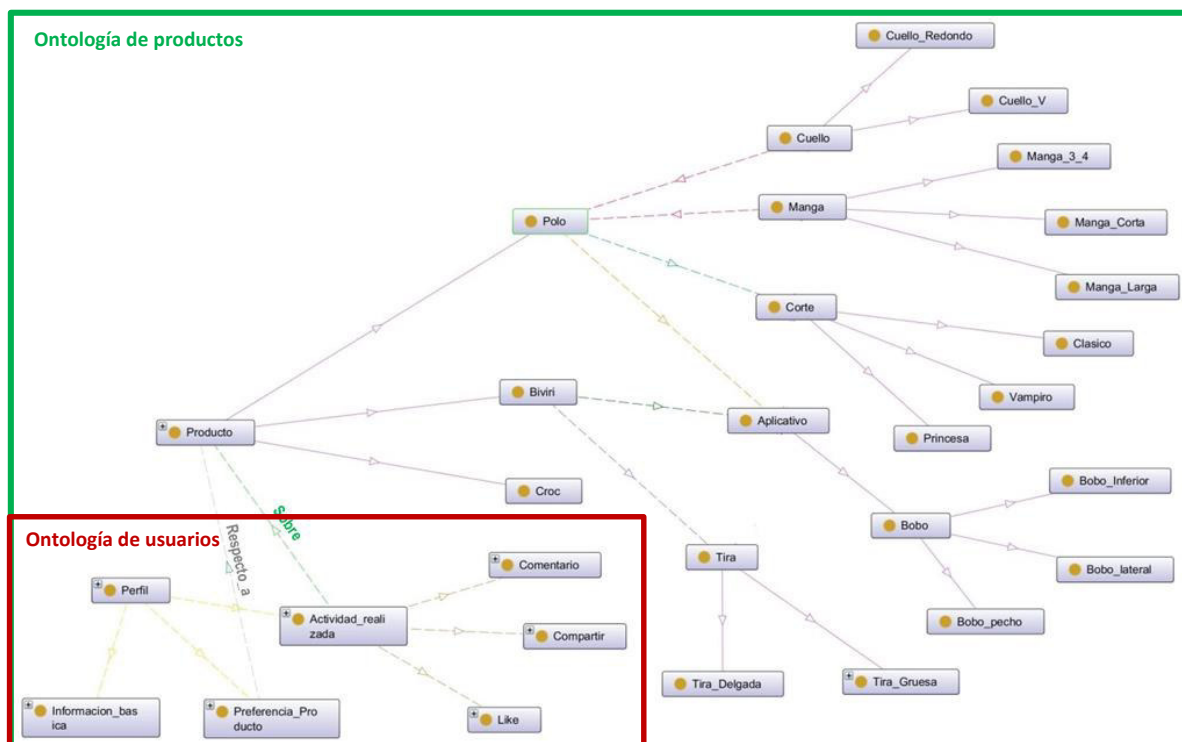 Ontología de productos
Cuello_Redondo
Cuello_V
Cuello
Manga_3_4
Manga
Polo
Manga_Corta
Manga_Larga
Corte
Clasico
Vampiro
Biviri
Aplicativo
Producto
Princesa
Croc
Bobo_Inferior
Bobo
Sobre
Respecto_a
Ontología de usuarios
Tira
Comentario
Bobo_lateral
Perfil
Actividad_reali
zada
Bobo_pecho
Compartir
Tira_Delgada
Tira_Gruesa
Informacion_bas
ica
Preferencia_Pro
ducto
Like